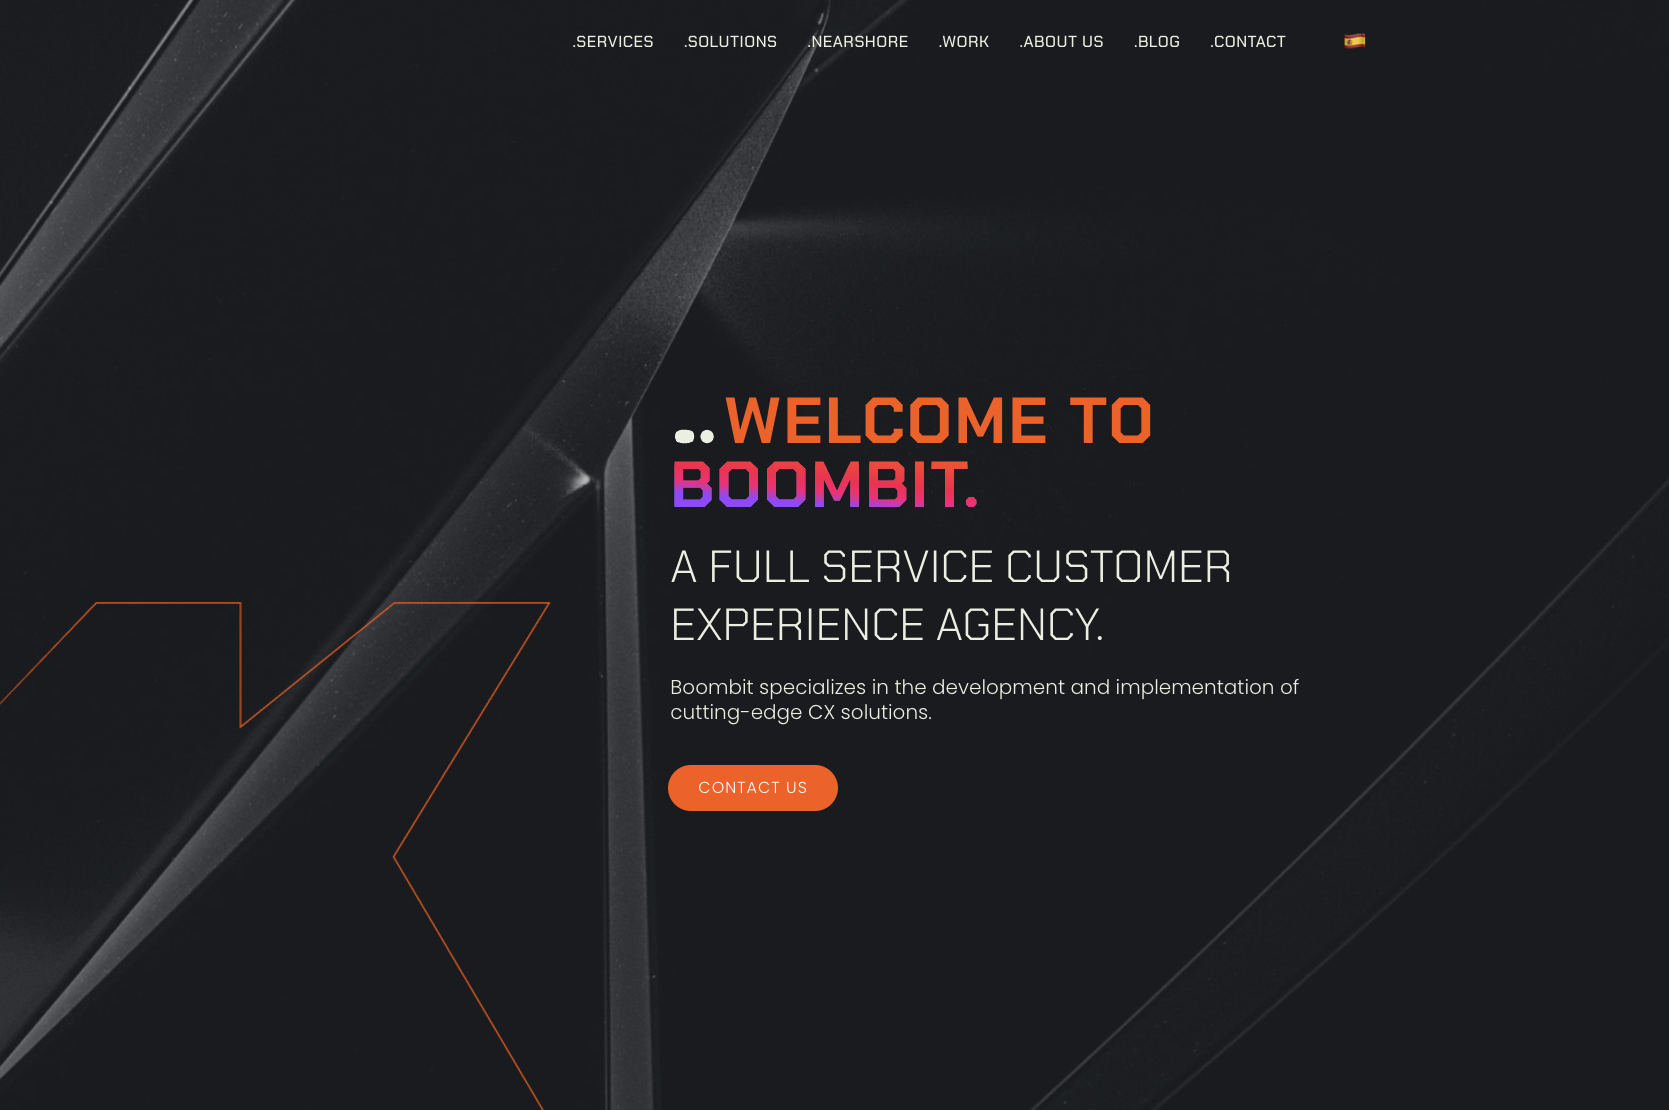 .SERVICES .SOLUTIONS .NEARSHORE .WORK .ABOUT US .BLOG .CONTACT
..WELCOME TO
BOOMBIT.
A FULL SERVICE CUSTOMER
EXPERIENCE AGENCY.
Boombit specializes in the development and implementation of
cutting-edge CX solutions.
CONTACT US